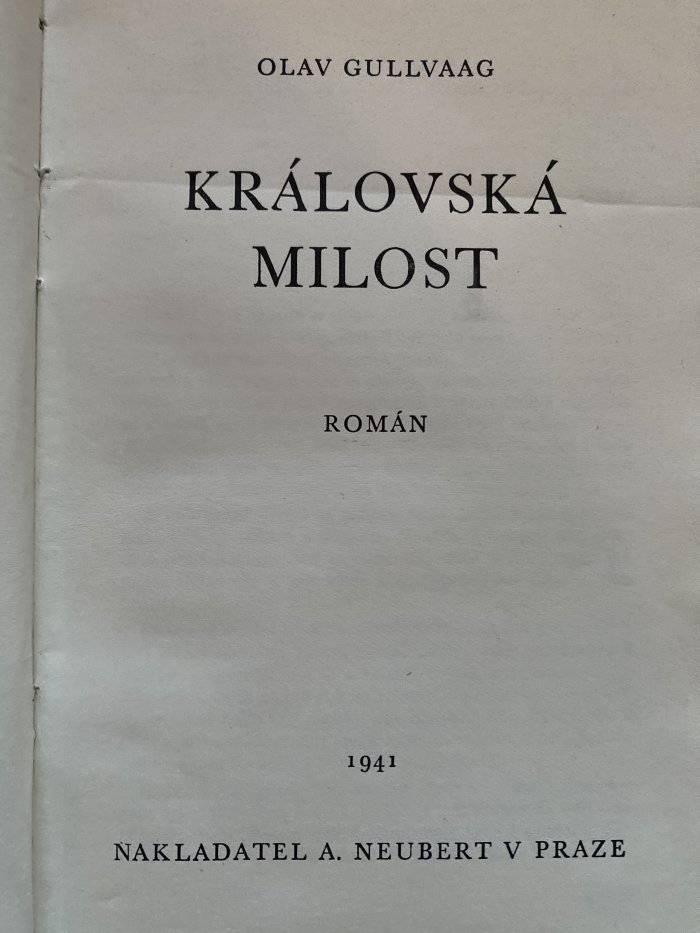 OLAV GULLVAAG
KRÁLOVSKÁ
MILOST
ROMÁN
1941
NAKLADATEL A. NEUBERT V PRAZE